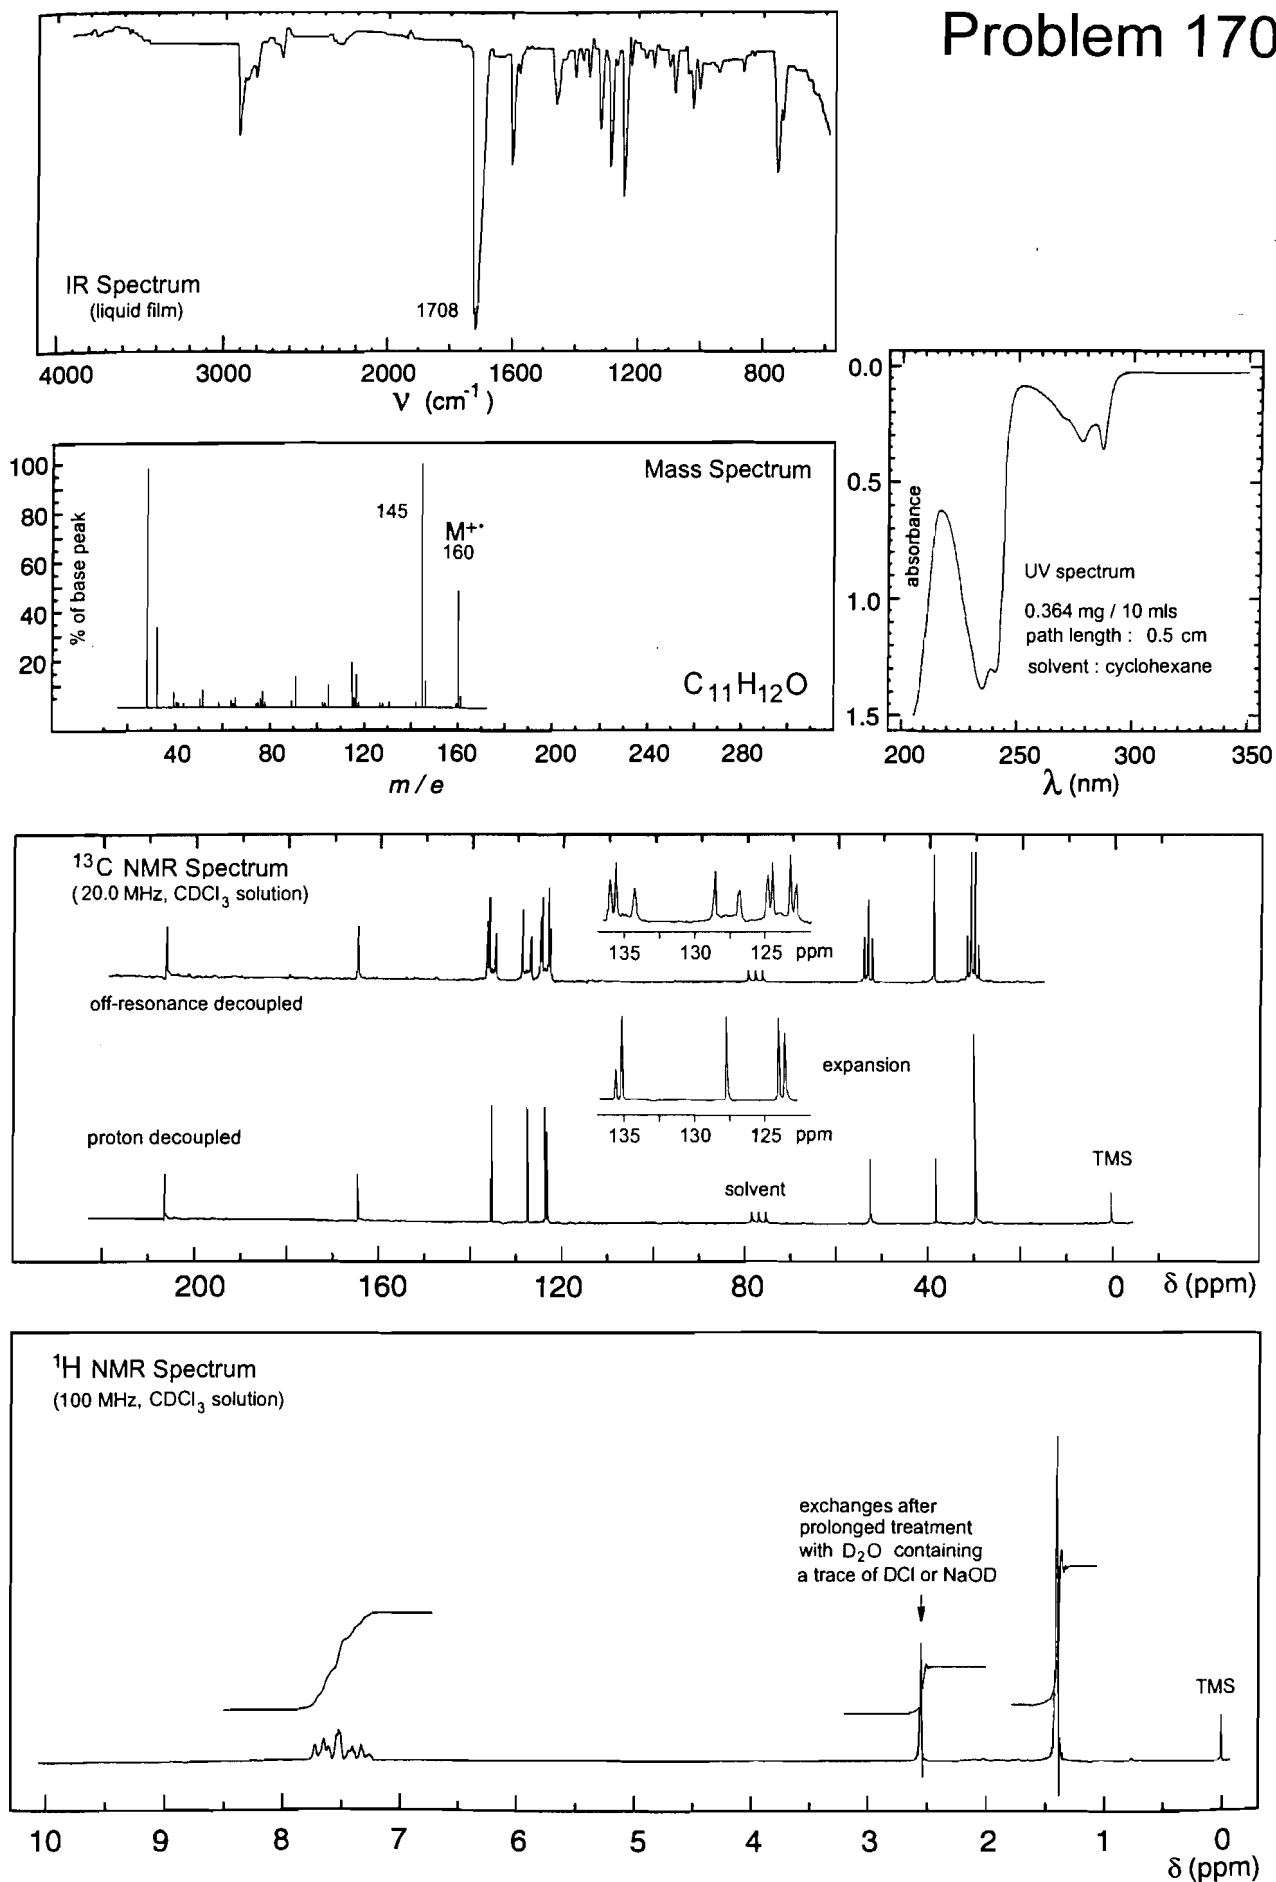 Problem 170
IR Spectrum
(liquid film)
1708
4000 3000 2000 1600 1200 800
ν (cm⁻¹)
100
80
60
40
20
% of base peak
Mass Spectrum
145
M⁺·
160
C₁₁H₁₂O
40 80 120 160 200 240 280
m / e
0.0
0.5
1.0
1.5
absorbance
UV spectrum
0.364 mg / 10 mls
path length : 0.5 cm
solvent : cyclohexane
200 250 300 350
λ (nm)
¹³C NMR Spectrum
(20.0 MHz, CDCl₃ solution)
135 130 125 ppm
off-resonance decoupled
expansion
135 130 125 ppm
proton decoupled
solvent
TMS
200 160 120 80 40 0 δ (ppm)
¹H NMR Spectrum
(100 MHz, CDCl₃ solution)
exchanges after
prolonged treatment
with D₂O containing
a trace of DCl or NaOD
TMS
10 9 8 7 6 5 4 3 2 1 0
δ (ppm)